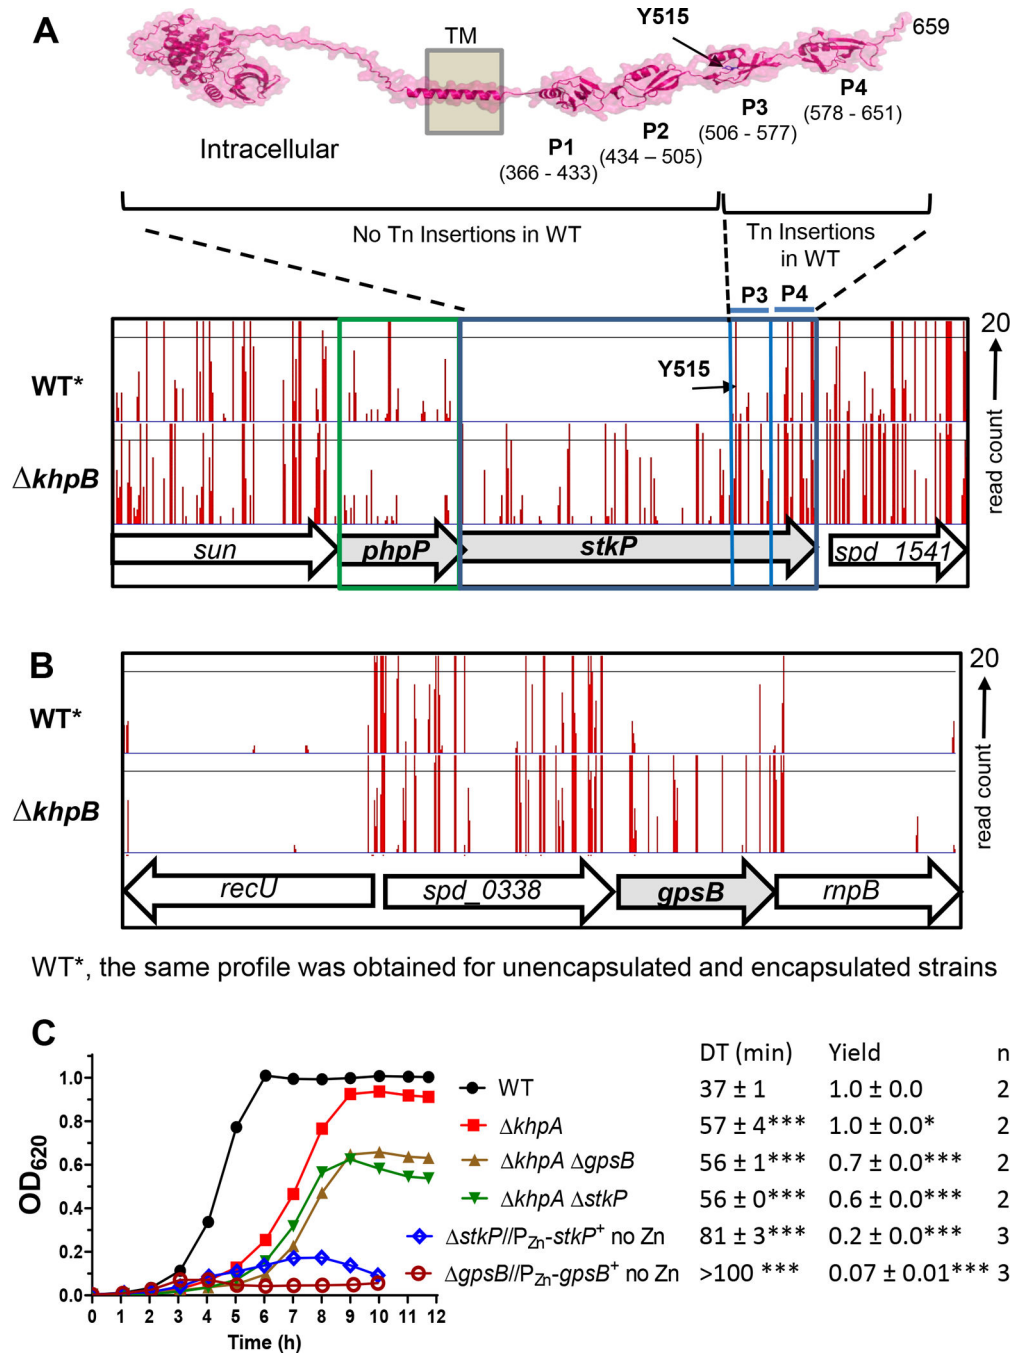 A
Y515
659
TM
P4
(578 - 651)
P3
(506 - 577)
P2
(434 – 505)
P1
(366 - 433)
Intracellular
No Tn Insertions in WT
Tn Insertions
in WT
P3
P4
20
WT*
Y515
ΔkhpB
read count
sun
phpP
stkP
spd_1541
B
20
WT*
ΔkhpB
read count
recU
spd_0338
gpsB
rnpB
WT*, the same profile was obtained for unencapsulated and encapsulated strains
C
DT (min) Yield n
WT 37 ± 1 1.0 ± 0.0 2
ΔkhpA 57 ± 4*** 1.0 ± 0.0* 2
ΔkhpA ΔgpsB 56 ± 1*** 0.7 ± 0.0*** 2
ΔkhpA ΔstkP 56 ± 0*** 0.6 ± 0.0*** 2
ΔstkP//PZn-stkP+ no Zn 81 ± 3*** 0.2 ± 0.0*** 3
ΔgpsB//PZn-gpsB+ no Zn >100 *** 0.07 ± 0.01*** 3
OD620
1.0
0.8
0.6
0.4
0.2
0.0
0 1 2 3 4 5 6 7 8 9 10 11 12
Time (h)